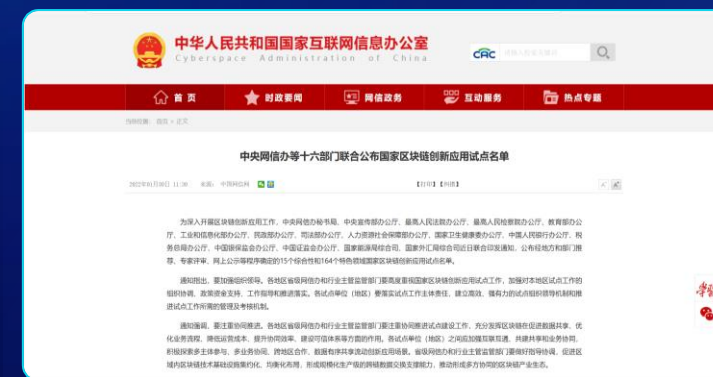 中华人民共和国国家互联网信息办公室
Cyberspace Administration of China
CAC
首 页
时政要闻
网信政务
互动服务
热点专题
当前位置：首页 > 正文
中央网信办等十六部门联合公布国家区块链创新应用试点名单
11:30 来源：中国网信网
【打印】【纠错】
为深入开展区块链创新应用工作，中央网信办秘书局、中央宣传部办公厅、最高人民法院办公厅、最高人民检察院办公厅、教育部办公
厅、工业和信息化部办公厅、民政部办公厅、司法部办公厅、人力资源社会保障部办公厅、国家卫生健康委办公厅、中国人民银行办公厅、税
务总局办公厅、中国银保监会办公厅、中国证监会办公厅、国家能源局综合司、国家外汇局综合司近日联合印发通知，公布经地方和部门推
荐、专家评审、网上公示等程序确定的15个综合性和164个特色领域国家区块链创新应用试点名单。
通知指出，要加强组织领导。各地区省级网信办和行业主管监管部门要高度重视国家区块链创新应用试点工作，加强对本地区试点工作的
组织协调、政策资金支持、工作指导和推进落实。各试点单位（地区）要落实试点工作主体责任，建立高效、强有力的试点组织领导机制和推
进试点工作所需的管理及考核机制。
通知强调，要注重协同推进。各地区省级网信办和行业主管监管部门要注重协同推进试点建设工作，充分发挥区块链在促进数据共享、优
化业务流程、降低运营成本、提升协同效率、建设可信体系等方面的作用。各试点单位（地区）之间应加强互联互通、共建共享和业务协同，
积极探索多主体参与、多业务协同、跨地区合作、数据有序共享流动创新应用场景。省级网信办和行业主管监管部门要做好指导协调，促进区
域内区块链技术基础设施集约化、均衡化布局，形成规模化生产级的跨链数据交换支撑能力，推动形成多方协同的区块链产业生态。